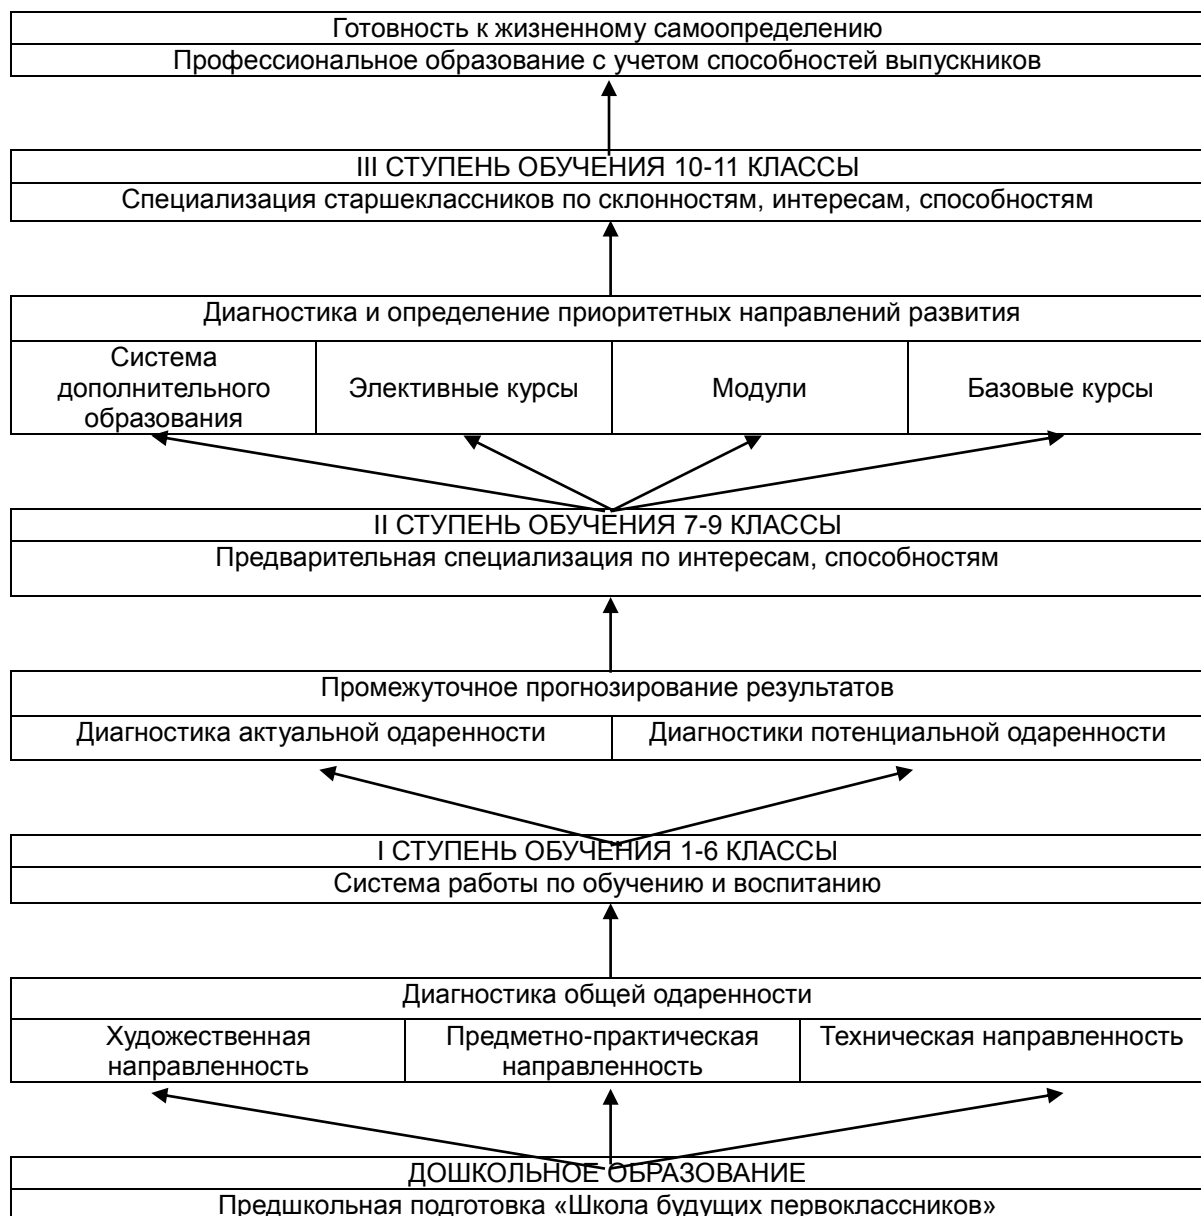 Готовность к жизненному самоопределению
Профессиональное образование с учетом способностей выпускников
III СТУПЕНЬ ОБУЧЕНИЯ 10-11 КЛАССЫ
Специализация старшеклассников по склонностям, интересам, способностям
Диагностика и определение приоритетных направлений развития
Система
дополнительного
образования
Элективные курсы
Модули
Базовые курсы
II СТУПЕНЬ ОБУЧЕНИЯ 7-9 КЛАССЫ
Предварительная специализация по интересам, способностям
Промежуточное прогнозирование результатов
Диагностика актуальной одаренности
Диагностики потенциальной одаренности
I СТУПЕНЬ ОБУЧЕНИЯ 1-6 КЛАССЫ
Система работы по обучению и воспитанию
Диагностика общей одаренности
Художественная
направленность
Предметно-практическая
направленность
Техническая направленность
ДОШКОЛЬНОЕ ОБРАЗОВАНИЕ
Предшкольная подготовка «Школа будущих первоклассников»